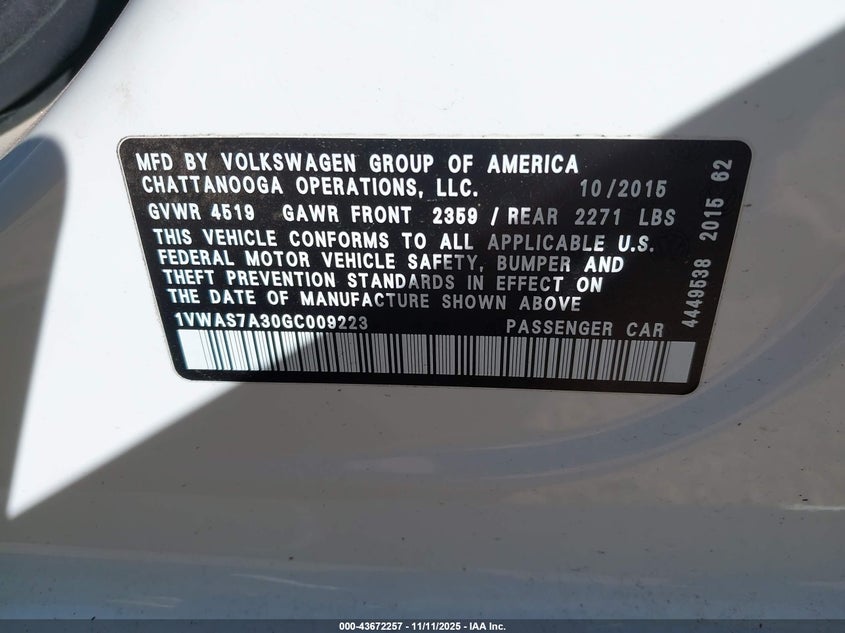 MFD BY VOLKSWAGEN GROUP OF AMERICA
CHATTANOOGA OPERATIONS, LLC. 10/2015
GVWR 4519 GAWR FRONT 2359 / REAR 2271 LBS
THIS VEHICLE CONFORMS TO ALL APPLICABLE U.S.
FEDERAL MOTOR VEHICLE SAFETY, BUMPER AND
THEFT PREVENTION STANDARDS IN EFFECT ON
THE DATE OF MANUFACTURE SHOWN ABOVE
1VWAS7A30GC009223 PASSENGER CAR
4449538 2015 62
000-43672257 - 11/11/2025 - IAA Inc.